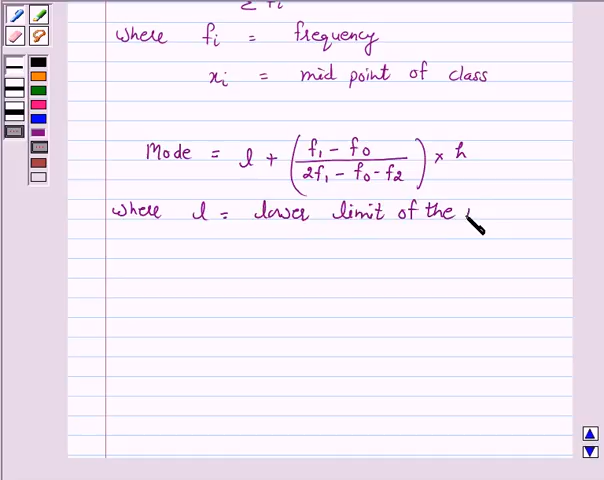 Σ fi
where fi = frequency
xi = mid point of class
Mode = l + ( f1 - f0 / 2f1 - f0 - f2 ) × h
where l = lower limit of the